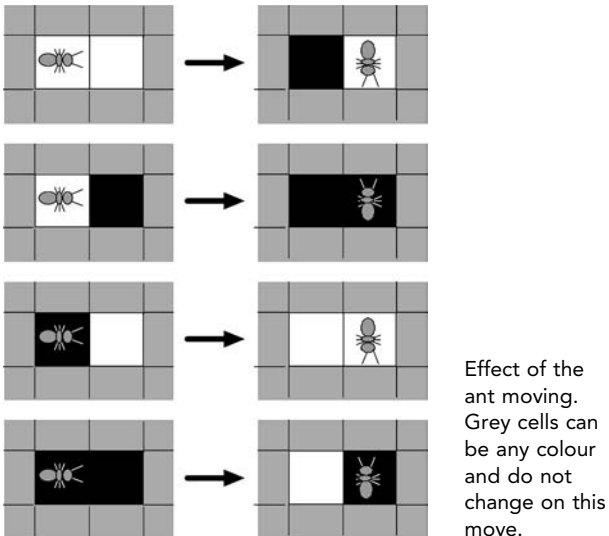 Effect of the
ant moving.
Grey cells can
be any colour
and do not
change on this
move.